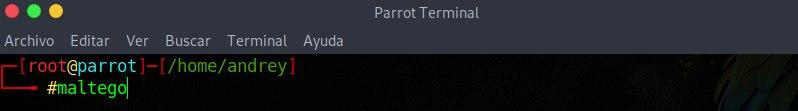 Parrot Terminal
Archivo Editar Ver Buscar Terminal Ayuda
[root@parrot]─[/home/andrey]
#maltego